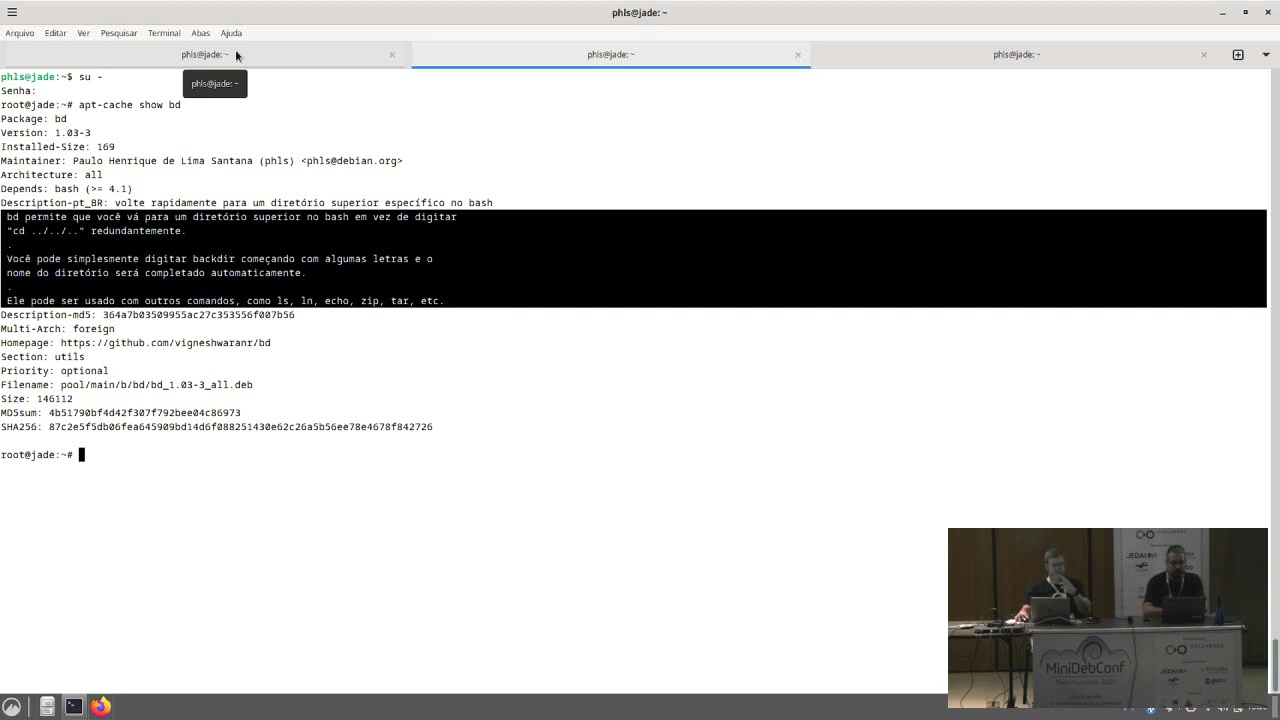 phls@jade: ~
Arquivo Editar Ver Pesquisar Terminal Abas Ajuda
phls@jade: ~ phls@jade: ~ phls@jade: ~
phls@jade:~$ su -
phls@jade: ~
Senha:
root@jade:~# apt-cache show bd
Package: bd
Version: 1.03-3
Installed-Size: 169
Maintainer: Paulo Henrique de Lima Santana (phls) <phls@debian.org>
Architecture: all
Depends: bash (>= 4.1)
Description-pt_BR: volte rapidamente para um diretório superior específico no bash
bd permite que você vá para um diretório superior no bash em vez de digitar
"cd ../../.." redundantemente.
.
Você pode simplesmente digitar backdir começando com algumas letras e o
nome do diretório será completado automaticamente.
.
Ele pode ser usado com outros comandos, como ls, ln, echo, zip, tar, etc.
Description-md5: 364a7b03509955ac27c353556f007b56
Multi-Arch: foreign
Homepage: https://github.com/vigneshwaranr/bd
Section: utils
Priority: optional
Filename: pool/main/b/bd/bd_1.03-3_all.deb
Size: 146112
MD5sum: 4b51790bf4d42f307f792bee04c86973
SHA256: 87c2e5f5db06fea645909bd14d6f088251430e62c26a5b56ee78e4678f842726
root@jade:~#
COLLABORA
MiniDebConf
COLLABORA